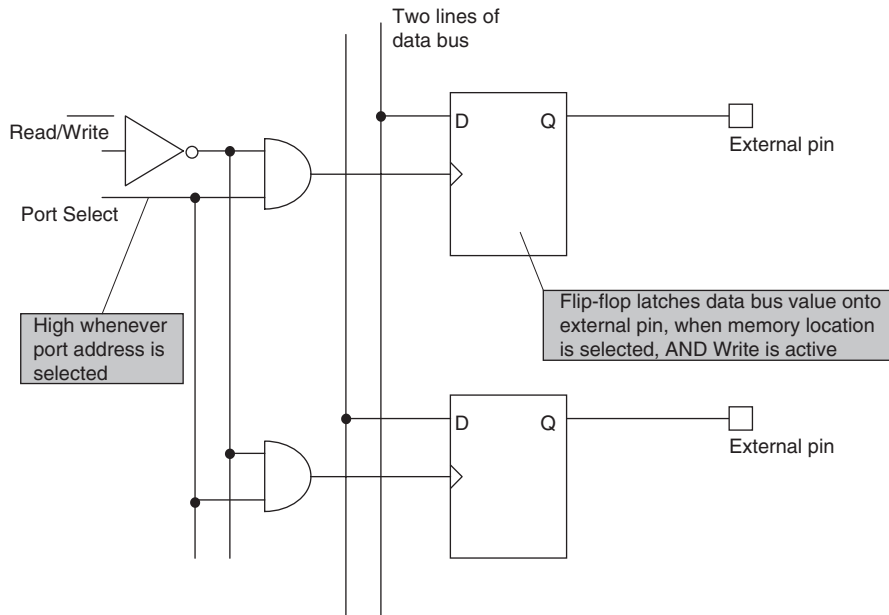 Two lines of
data bus
D
Q
Read/Write
External pin
Port Select
High whenever
port address is
selected
Flip-flop latches data bus value onto
external pin, when memory location
is selected, AND Write is active
D
Q
External pin